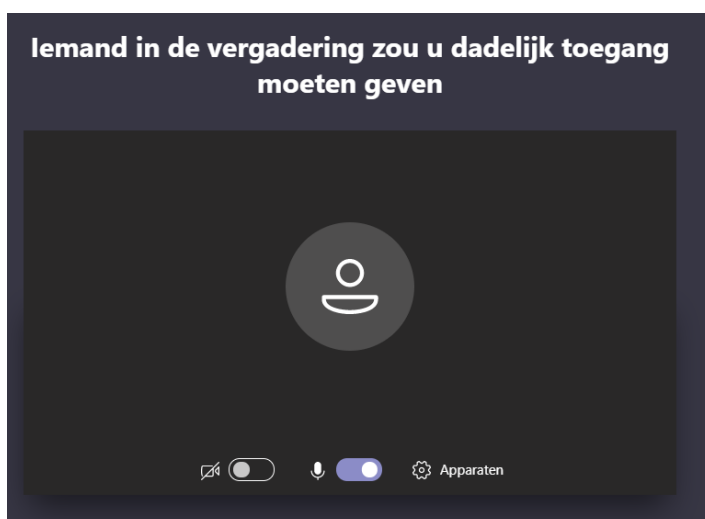 Iemand in de vergadering zou u dadelijk toegang
moeten geven
Apparaten